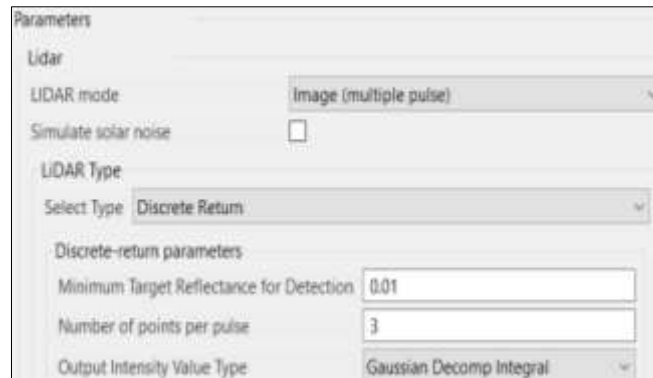 Parameters
Lidar
LIDAR mode Image (multiple pulse)
Simulate solar noise
LiDAR Type
Select Type Discrete Return
Discrete-return parameters
Minimum Target Reflectance for Detection 0.01
Number of points per pulse 3
Output Intensity Value Type Gaussian Decomp Integral